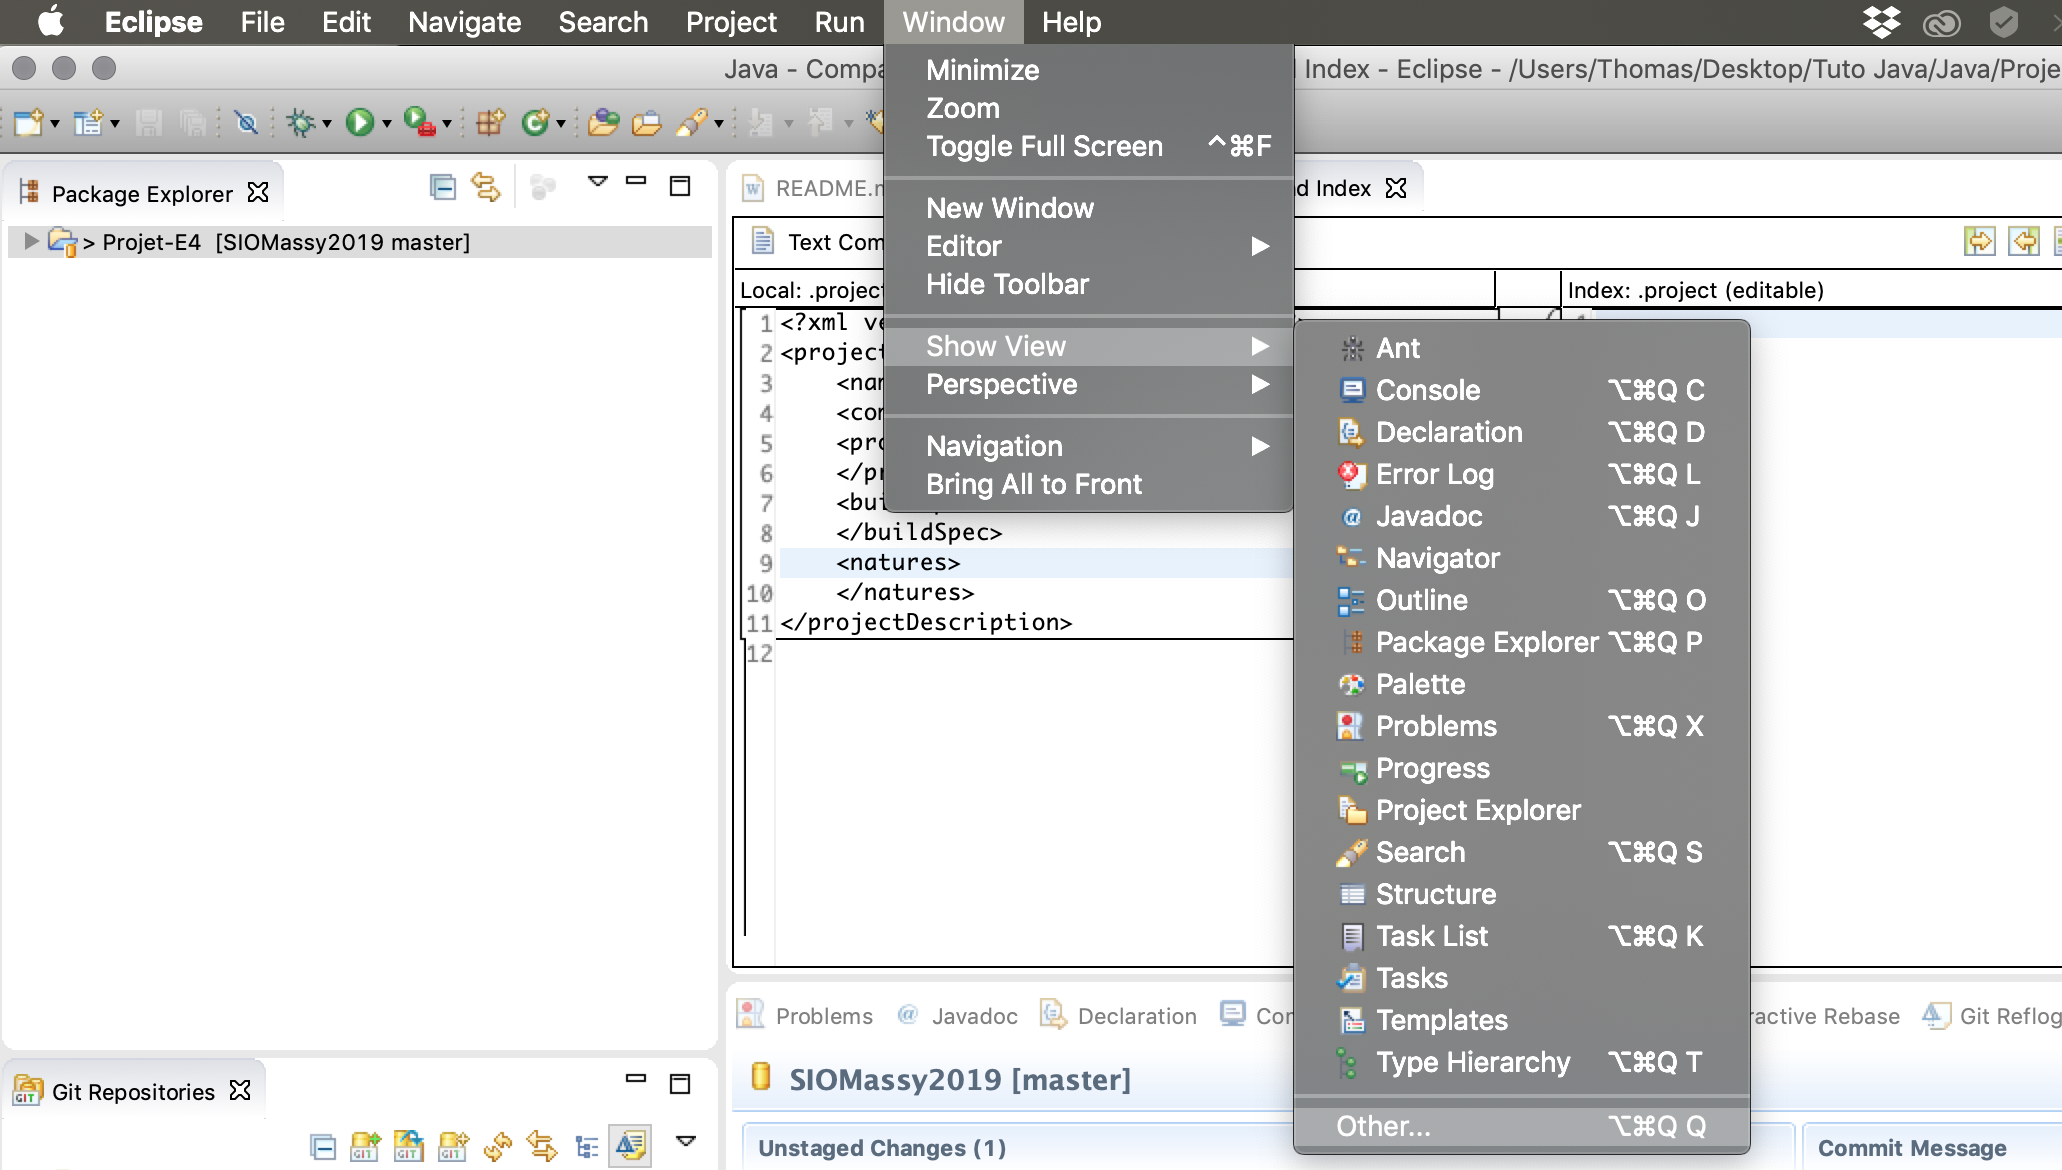 Eclipse File Edit Navigate Search Project Run Window Help
Java - Compa
Index - Eclipse - /Users/Thomas/Desktop/Tuto Java/Java/Proje
Minimize
Zoom
Toggle Full Screen ^⌘F
New Window
Editor
Hide Toolbar
Show View
Perspective
Navigation
Bring All to Front
Package Explorer
> Projet-E4 [SIOMassy2019 master]
README.m
d Index
Text Com
Local: .project
Index: .project (editable)
1 <?xml ve
2 <project
3 <nam
4 <com
5 <pro
6 </pr
7 <bui
8 </buildSpec>
9 <natures>
10 </natures>
11 </projectDescription>
12
Ant
Console ⌥⌘Q C
Declaration ⌥⌘Q D
Error Log ⌥⌘Q L
Javadoc ⌥⌘Q J
Navigator
Outline ⌥⌘Q O
Package Explorer ⌥⌘Q P
Palette
Problems ⌥⌘Q X
Progress
Project Explorer
Search ⌥⌘Q S
Structure
Task List ⌥⌘Q K
Tasks
Templates
Type Hierarchy ⌥⌘Q T
Other... ⌥⌘Q Q
Problems Javadoc Declaration Con
ractive Rebase Git Reflog
Git Repositories
SIOMassy2019 [master]
Unstaged Changes (1)
Commit Message